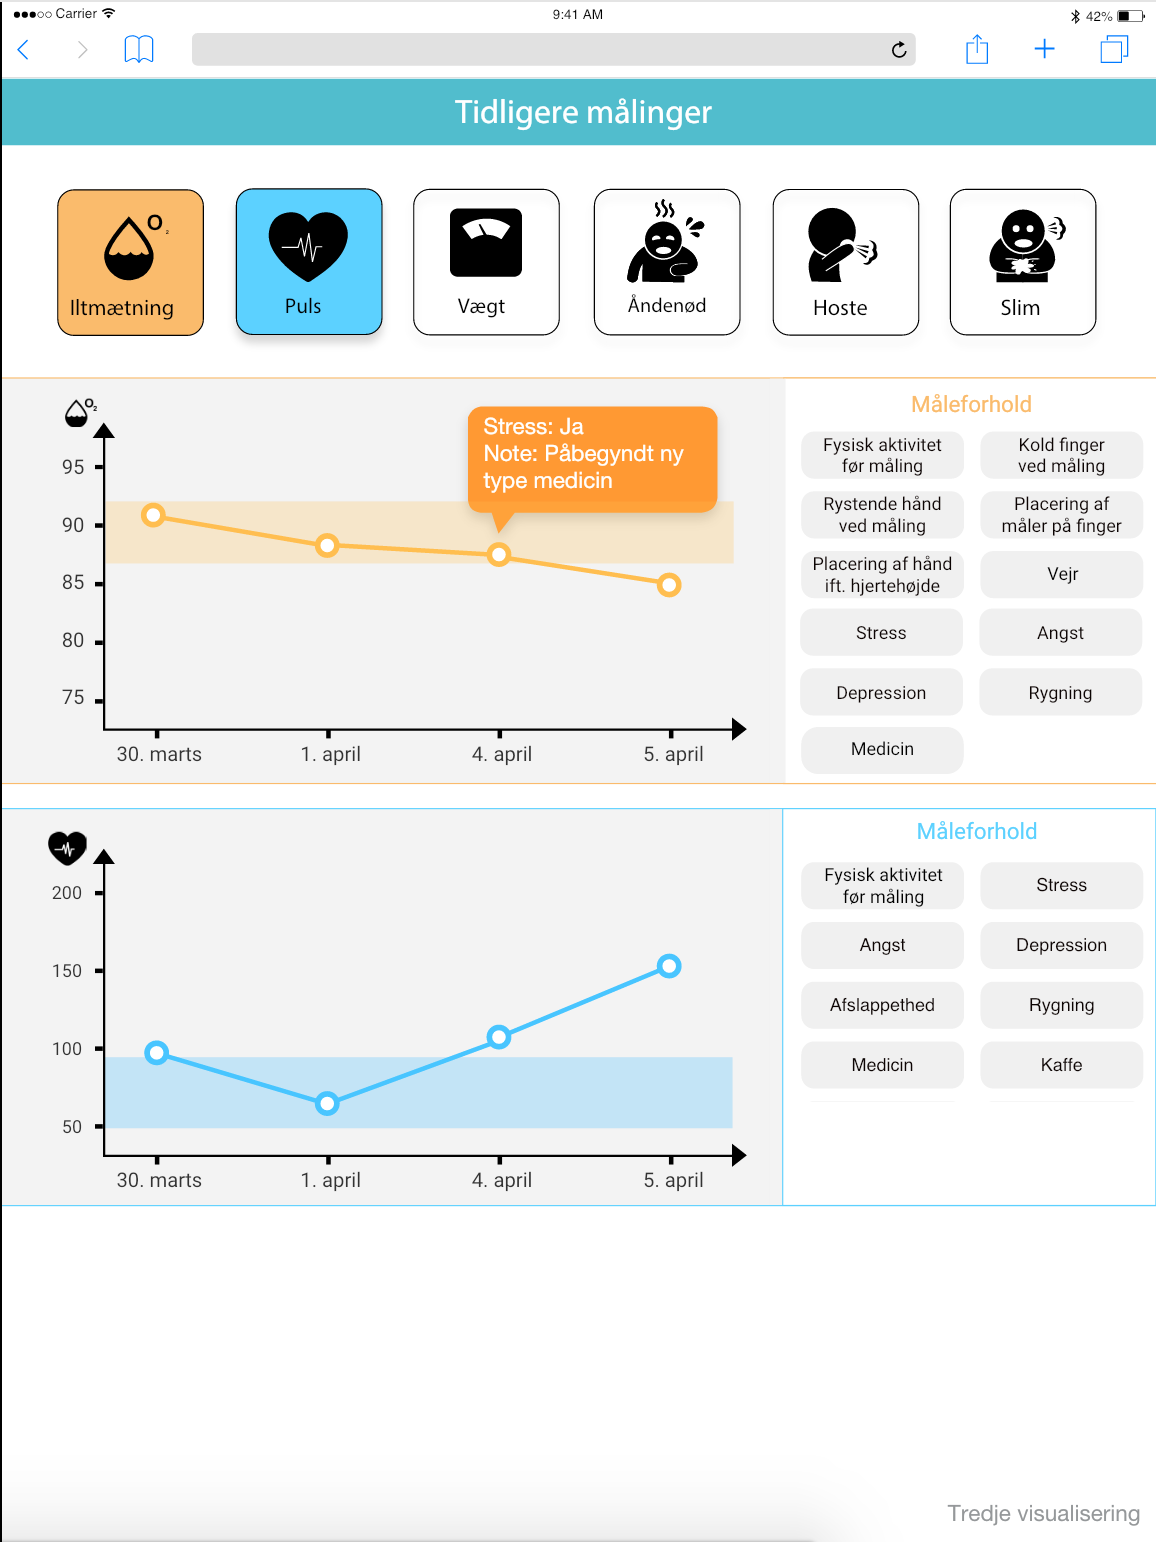 Carrier
9:41 AM
42%
Tidligere målinger
O₂
Iltmætning
Puls
Vægt
Åndenød
Hoste
Slim
O₂
95
90
85
80
75
30. marts
1. april
4. april
5. april
Stress: Ja
Note: Påbegyndt ny
type medicin
Måleforhold
Fysisk aktivitet
før måling
Kold finger
ved måling
Rystende hånd
ved måling
Placering af
måler på finger
Placering af hånd
ift. hjertehøjde
Vejr
Stress
Angst
Depression
Rygning
Medicin
200
150
100
50
30. marts
1. april
4. april
5. april
Måleforhold
Fysisk aktivitet
før måling
Stress
Angst
Depression
Afslappethed
Rygning
Medicin
Kaffe
Tredje visualisering